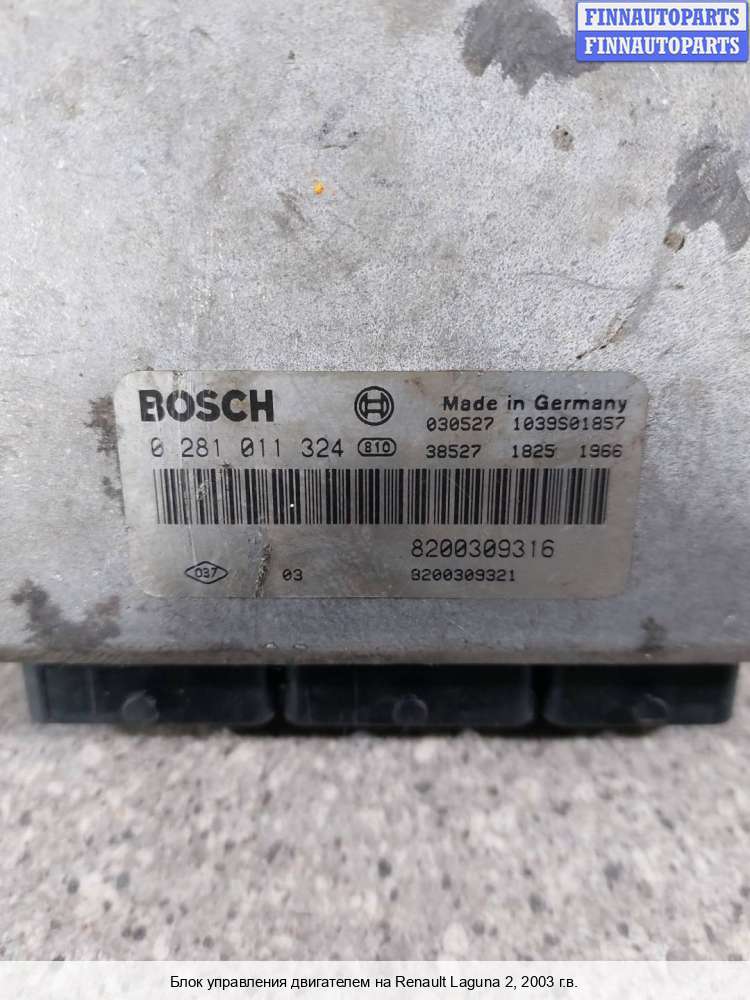 FINNAUTOPARTS
FINNAUTOPARTS
BOSCH
Made in Germany
030527 1039S01857
0 281 011 324 810
38527 1825 1966
8200309316
037 03 8200309321
Блок управления двигателем на Renault Laguna 2, 2003 г.в.